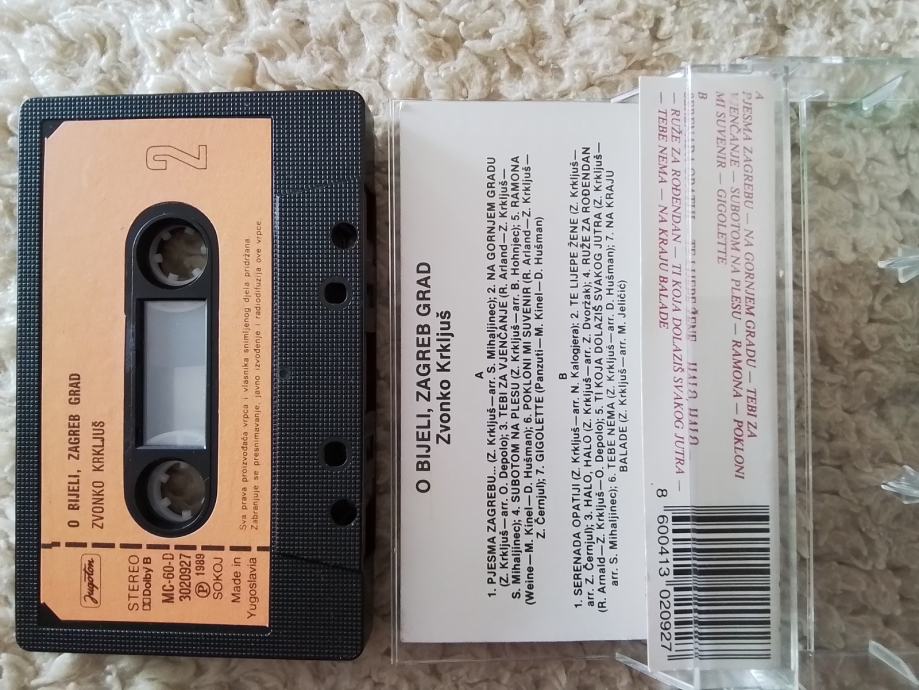 2
O BIJELI, ZAGREB GRAD
ZVONKO KRKLJUŠ
Sva prava proizvođača vrpca i vlasnika snimljenog djela pridržana.
Zabranjuje se presnimavanje, javno izvođenje i radiodifuzija ove vrpce.
Jugoton
STEREO
Dolby B
MC-60-D
3020927
Ⓟ 1989
SOKOJ
Made in
Yugoslavia
O BIJELI, ZAGREB GRAD
Zvonko Krkljuš
A
1. PJESMA ZAGREBU... (Z. Krkljuš—arr. S. Mihaljinec); 2. NA GORNJEM GRADU
(Z. Krkljuš—arr. O. Depolo); 3. TEBI ZA VJENČANJE (R. Arland—Z. Krkljuš—
S. Mihaljinec); 4. SUBOTOM NA PLESU (Z. Krkljuš—arr. B. Hohnjec); 5. RAMONA
(Weine—M. Kinel—D. Hušman); 6. POKLONI MI SUVENIR (R. Arland—Z. Krkljuš—
Z. Černjul); 7. GIGOLETTE (Panzuti—M. Kinel—D. Hušman)
B
1. SERENADA OPATIJI (Z. Krkljuš—arr. N. Kalogjera); 2. TE LIJEPE ŽENE (Z. Krkljuš—
arr. Z. Černjul); 3. HALO, HALO (Z. Krkljuš—arr. Z. Dvoržak); 4. RUŽE ZA ROĐENDAN
(R. Arnald—Z. Krkljuš—O. Depolo); 5. TI KOJA DOLAZIŠ SVAKOG JUTRA (Z. Krkljuš—
arr. S. Mihaljinec); 6. TEBE NEMA (Z. Krkljuš—arr. D. Hušman); 7. NA KRAJU
BALADE (Z. Krkljuš—arr. M. Jeličić)
A
PJESMA ZAGREBU — NA GORNJEM GRADU — TEBI ZA
VJENČANJE — SUBOTOM NA PLESU — RAMONA — POKLONI
MI SUVENIR — GIGOLETTE
B
— RUŽE ZA ROĐENDAN — TI KOJA DOLAZIŠ SVAKOG JUTRA —
— TEBE NEMA — NA KRAJU BALADE
8 600413 020927